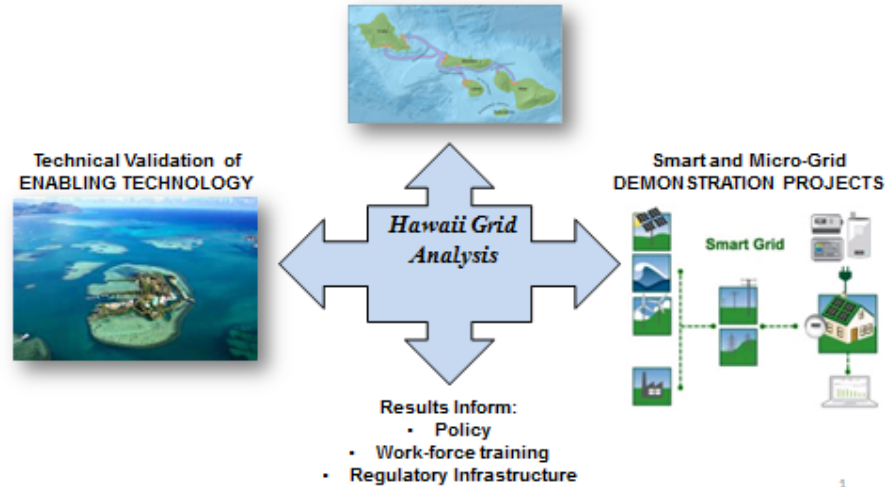 Technical Validation of
ENABLING TECHNOLOGY
Hawaii Grid
Analysis
Smart and Micro-Grid
DEMONSTRATION PROJECTS
Smart Grid
Results Inform:
▪ Policy
▪ Work-force training
▪ Regulatory Infrastructure
1